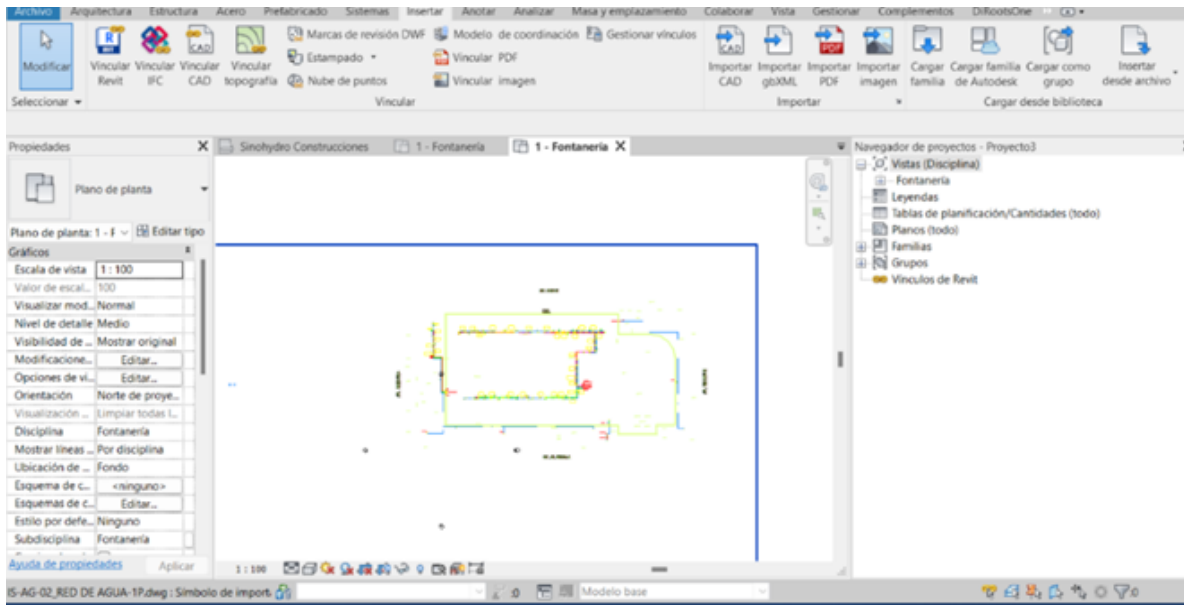 Archivo Arquitectura Estructura Acero Prefabricado Sistemas Insertar Anotar Analizar Masa y emplazamiento Colaborar Vista Gestionar Complementos DiRootsOne
Modificar
Vincular Revit
Vincular IFC
Vincular CAD
Vincular topografía
Marcas de revisión DWF
Estampado
Nube de puntos
Modelo de coordinación
Vincular PDF
Vincular imagen
Gestionar vínculos
Importar CAD
Importar gbXML
Importar PDF
Importar imagen
Cargar familia
Cargar familia de Autodesk
Cargar como grupo
Insertar desde archivo
Seleccionar Vincular Importar Cargar desde biblioteca
Propiedades X
Sinohydro Construcciones 1 - Fontanería 1 - Fontanería X
Navegador de proyectos - Proyecto3
Plano de planta
Plano de planta: 1 - F Editar tipo
Gráficos
Escala de vista 1 : 100
Valor de escal... 100
Visualizar mod... Normal
Nivel de detalle Medio
Visibilidad de ... Mostrar original
Modificacione... Editar...
Opciones de vi... Editar...
Orientación Norte de proye...
Visualización ... Limpiar todas l...
Disciplina Fontanería
Mostrar líneas ... Por disciplina
Ubicación de ... Fondo
Esquema de c... <ninguno>
Esquemas de c... Editar...
Estilo por defe... Ninguno
Subdisciplina Fontanería
Ayuda de propiedades Aplicar
Vistas (Disciplina)
Fontanería
Leyendas
Tablas de planificación/Cantidades (todo)
Planos (todo)
Familias
Grupos
Vínculos de Revit
1 : 100
IS-AG-02_RED DE AGUA-1P.dwg : Símbolo de import :0 Modelo base :0